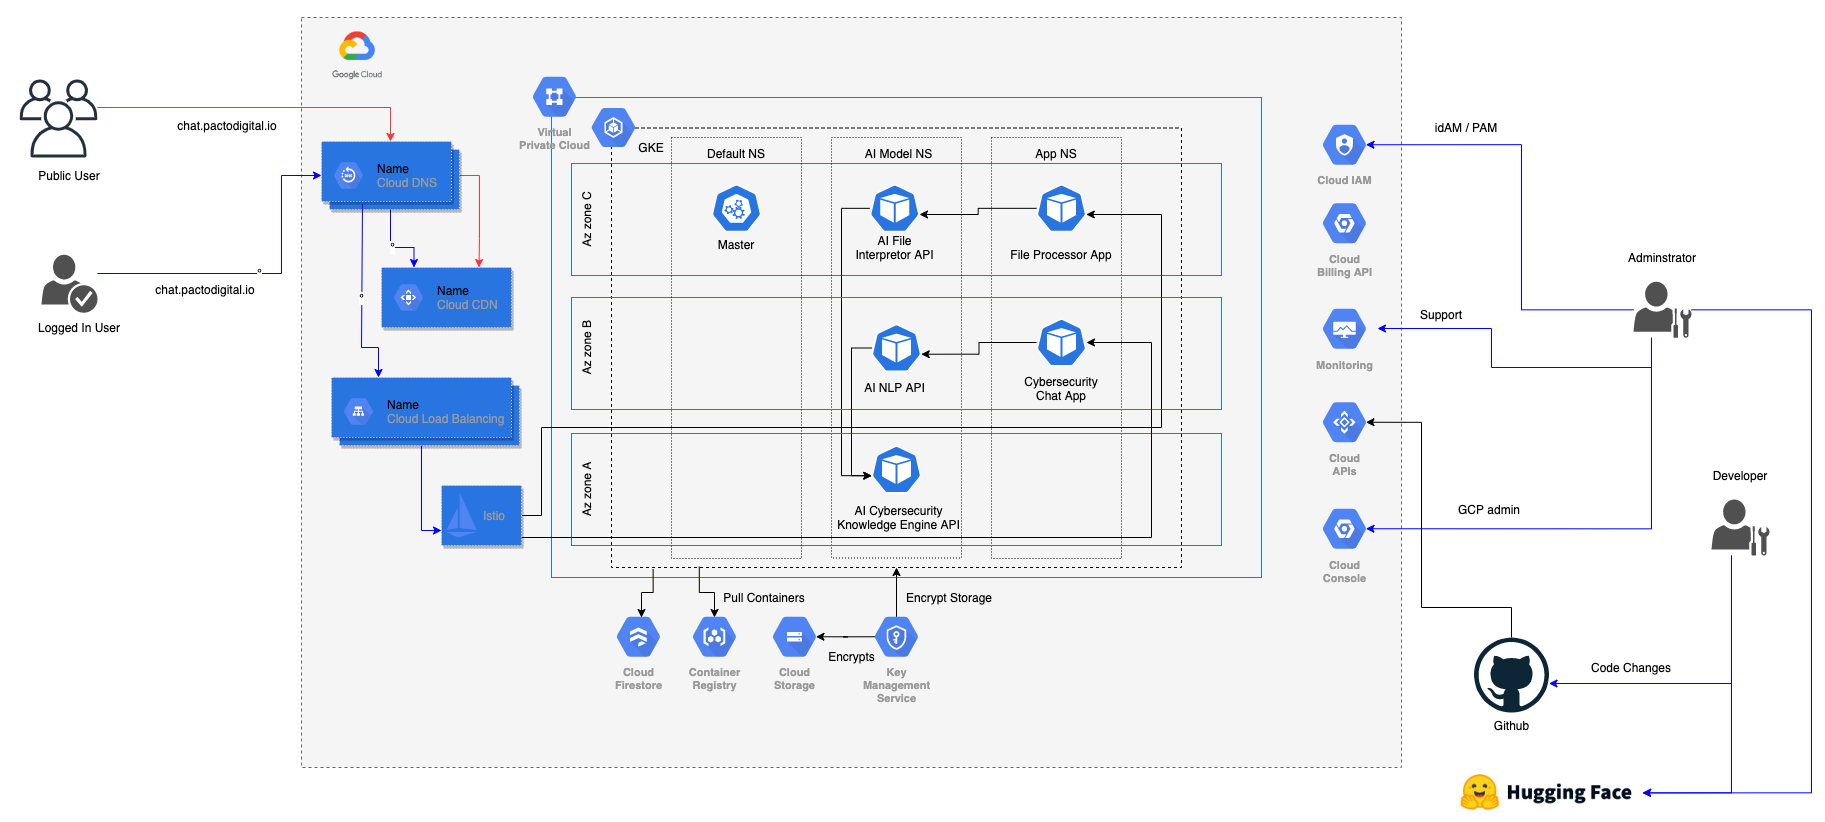 Google Cloud
Public User
chat.pactodigital.io
Logged In User
chat.pactodigital.io
Name
Cloud DNS
Name
Cloud CDN
Name
Cloud Load Balancing
Istio
Virtual
Private Cloud
GKE
Default NS
AI Model NS
App NS
Az zone C
Master
AI File
Interpretor API
File Processor App
Az zone B
AI NLP API
Cybersecurity
Chat App
Az zone A
AI Cybersecurity
Knowledge Engine API
Pull Containers
Encrypt Storage
Encrypts
Cloud
Firestore
Container
Registry
Cloud
Storage
Key
Management
Service
Cloud IAM
Cloud
Billing API
Monitoring
Cloud
APIs
Cloud
Console
idAM / PAM
Support
GCP admin
Adminstrator
Developer
Code Changes
Github
Hugging Face